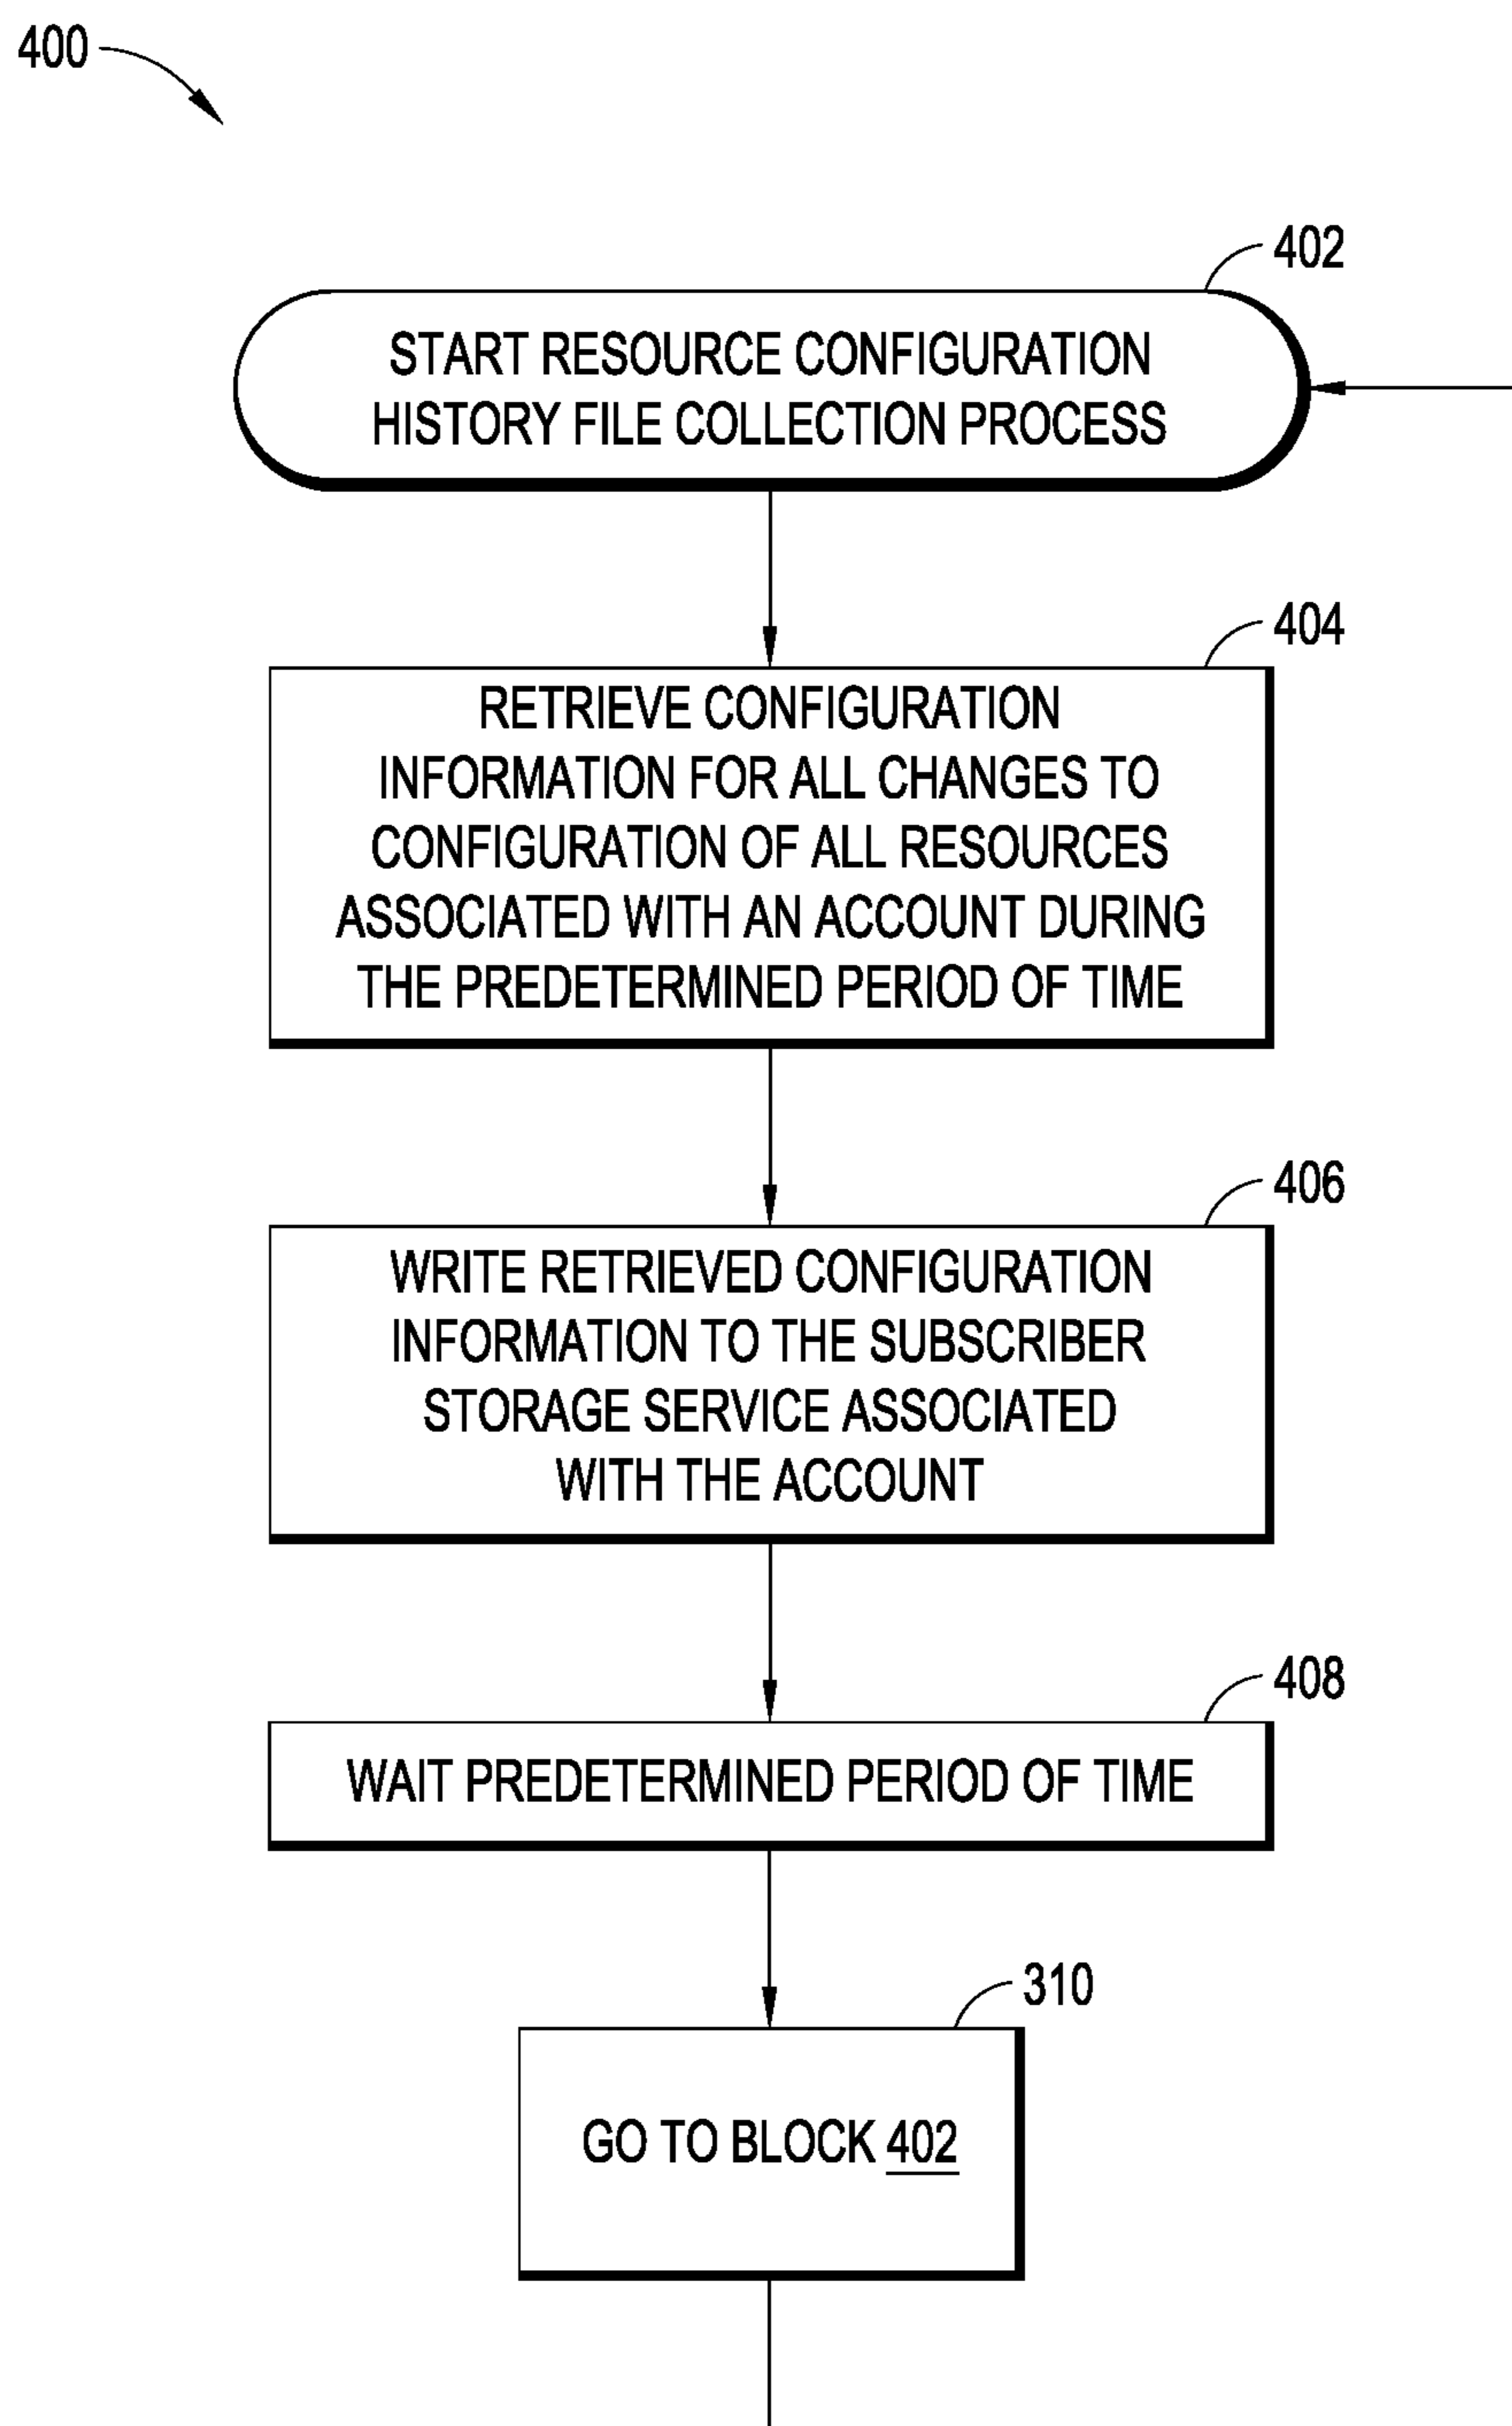 400
402
START RESOURCE CONFIGURATION
HISTORY FILE COLLECTION PROCESS
404
RETRIEVE CONFIGURATION
INFORMATION FOR ALL CHANGES TO
CONFIGURATION OF ALL RESOURCES
ASSOCIATED WITH AN ACCOUNT DURING
THE PREDETERMINED PERIOD OF TIME
406
WRITE RETRIEVED CONFIGURATION
INFORMATION TO THE SUBSCRIBER
STORAGE SERVICE ASSOCIATED
WITH THE ACCOUNT
408
WAIT PREDETERMINED PERIOD OF TIME
310
GO TO BLOCK 402